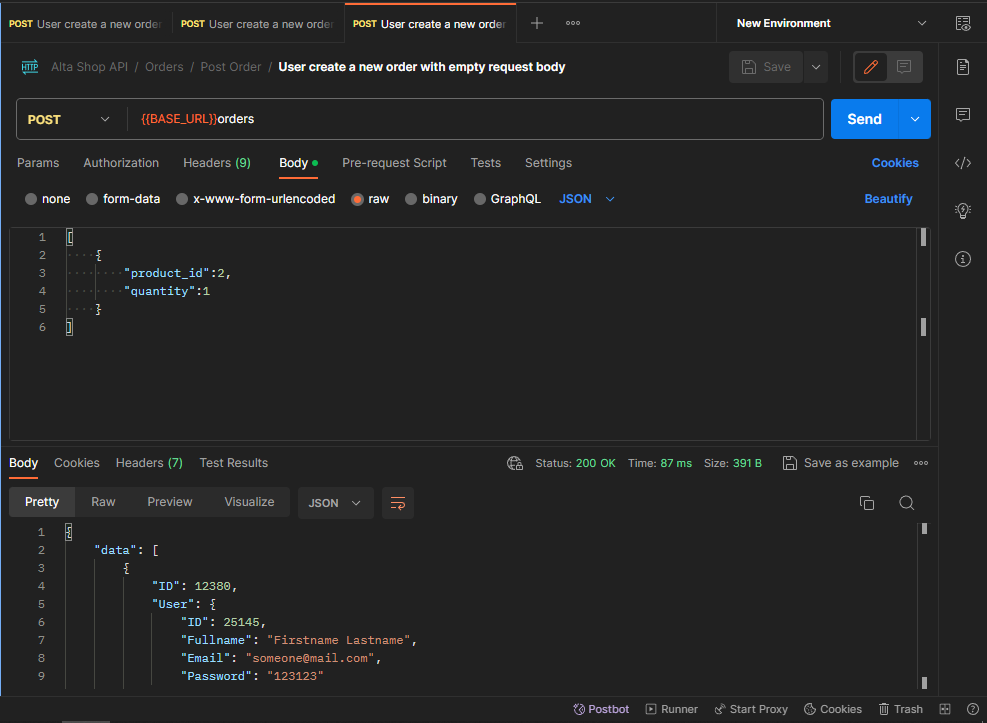 POST User create a new order POST User create a new order POST User create a new order New Environment
HTTP Alta Shop API / Orders / Post Order / User create a new order with empty request body Save
POST {{BASE_URL}}orders Send
Params Authorization Headers (9) Body Pre-request Script Tests Settings Cookies
none form-data x-www-form-urlencoded raw binary GraphQL JSON Beautify
1 [
2 {
3 "product_id":2,
4 "quantity":1
5 }
6 ]
Body Cookies Headers (7) Test Results Status: 200 OK Time: 87 ms Size: 391 B Save as example
Pretty Raw Preview Visualize JSON
1 {
2 "data": [
3 {
4 "ID": 12380,
5 "User": {
6 "ID": 25145,
7 "Fullname": "Firstname Lastname",
8 "Email": "someone@mail.com",
9 "Password": "123123"
Postbot Runner Start Proxy Cookies Trash